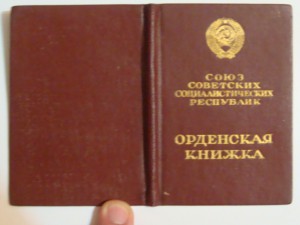 СОЮЗ
СОВЕТСКИХ
СОЦИАЛИСТИЧЕСКИХ
РЕСПУБЛИК
ОРДЕНСКАЯ
КНИЖКА